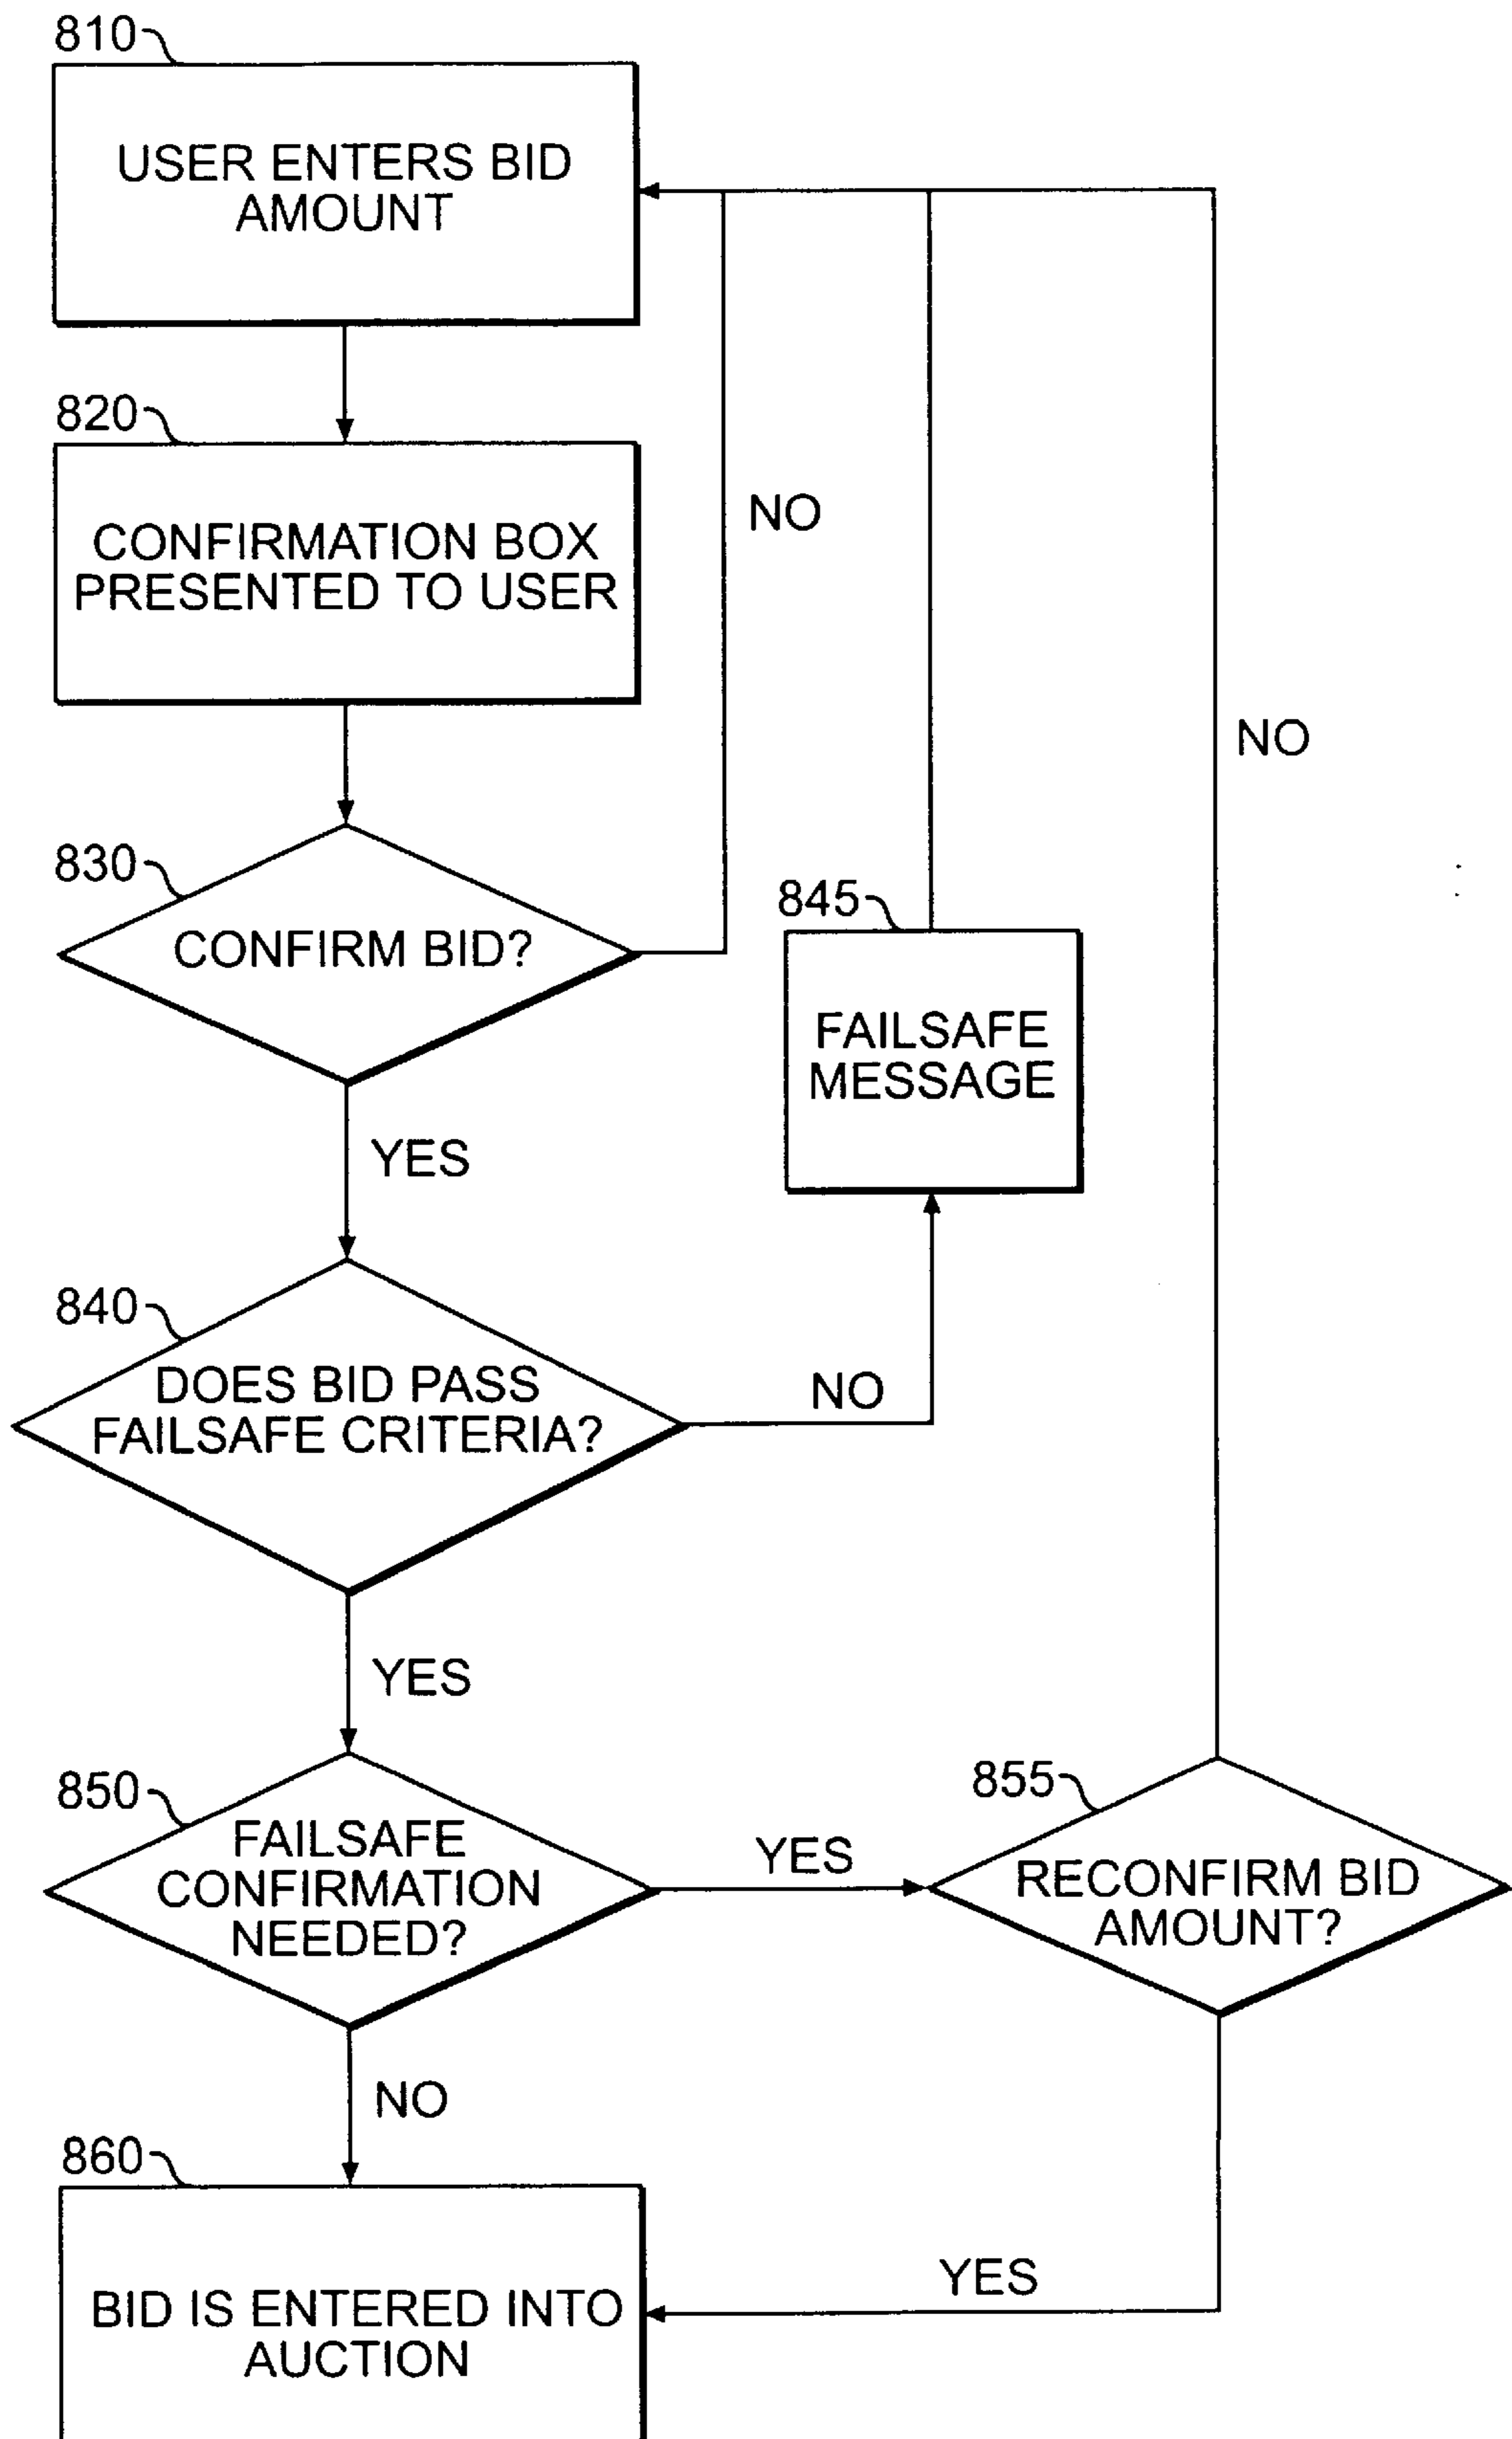 810
USER ENTERS BID
AMOUNT
820
CONFIRMATION BOX
PRESENTED TO USER
NO
NO
830
CONFIRM BID?
845
FAILSAFE
MESSAGE
YES
840
DOES BID PASS
FAILSAFE CRITERIA?
NO
YES
850
FAILSAFE
CONFIRMATION
NEEDED?
YES
855
RECONFIRM BID
AMOUNT?
NO
860
BID IS ENTERED INTO
AUCTION
YES